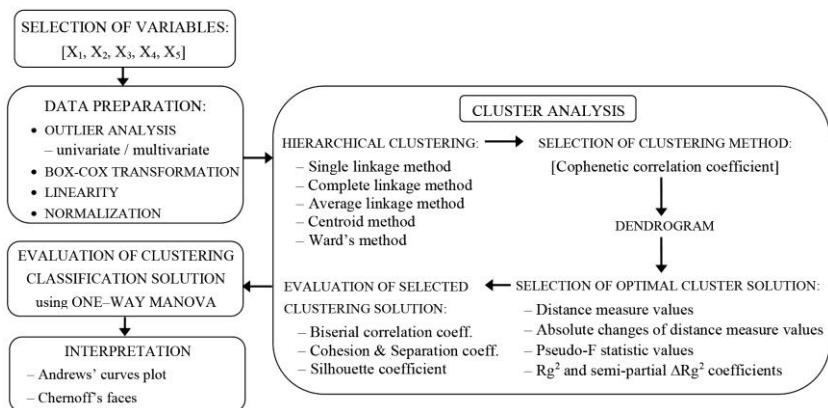 SELECTION OF VARIABLES:
[X₁, X₂, X₃, X₄, X₅]
DATA PREPARATION:
• OUTLIER ANALYSIS
– univariate / multivariate
• BOX-COX TRANSFORMATION
• LINEARITY
• NORMALIZATION
CLUSTER ANALYSIS
HIERARCHICAL CLUSTERING:
– Single linkage method
– Complete linkage method
– Average linkage method
– Centroid method
– Ward’s method
SELECTION OF CLUSTERING METHOD:
[Cophenetic correlation coefficient]
DENDROGRAM
SELECTION OF OPTIMAL CLUSTER SOLUTION:
– Distance measure values
– Absolute changes of distance measure values
– Pseudo-F statistic values
– Rg² and semi-partial ΔRg² coefficients
EVALUATION OF SELECTED
CLUSTERING SOLUTION:
– Biserial correlation coeff.
– Cohesion & Separation coeff.
– Silhouette coefficient
EVALUATION OF CLUSTERING
CLASSIFICATION SOLUTION
using ONE–WAY MANOVA
INTERPRETATION
– Andrews’ curves plot
– Chernoff’s faces